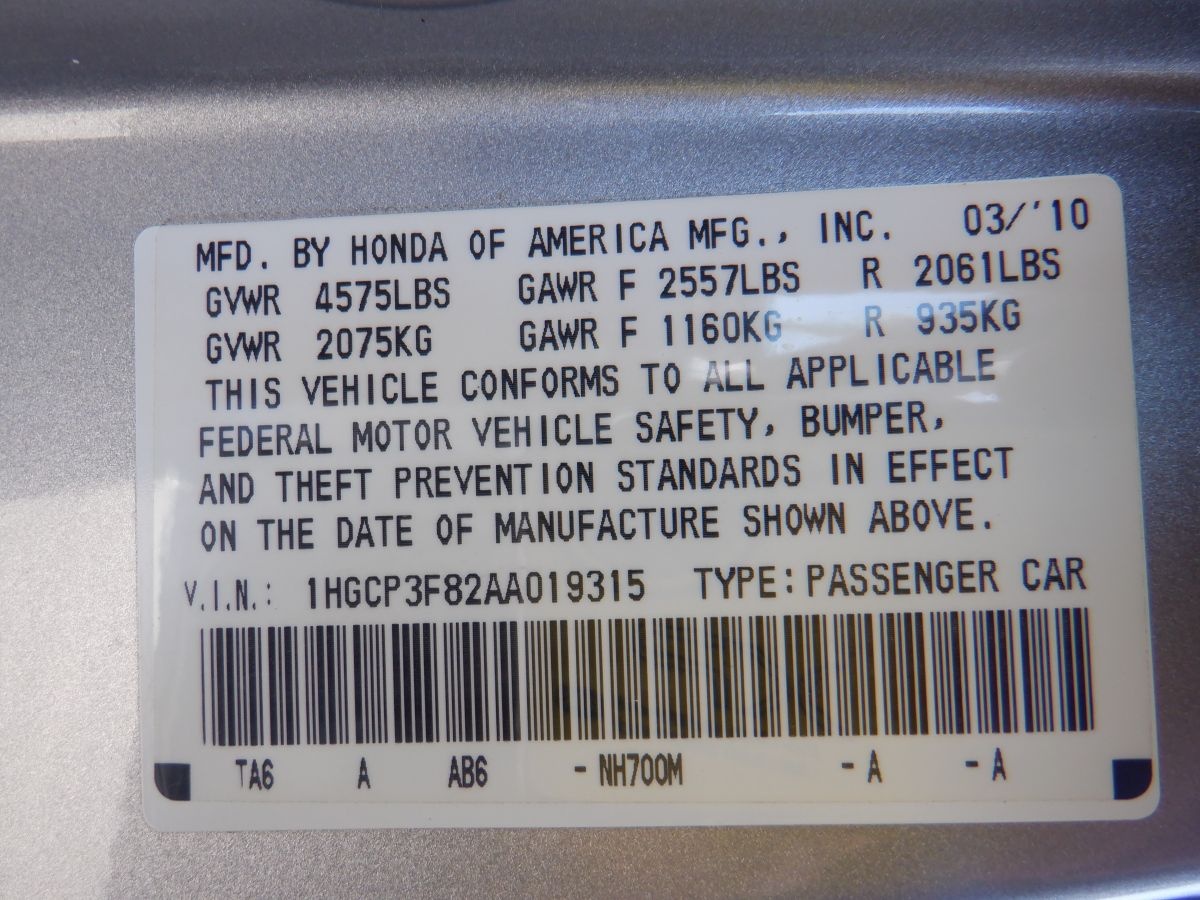 MFD. BY HONDA OF AMERICA MFG., INC. 03/'10
GVWR 4575LBS GAWR F 2557LBS R 2061LBS
GVWR 2075KG GAWR F 1160KG R 935KG
THIS VEHICLE CONFORMS TO ALL APPLICABLE
FEDERAL MOTOR VEHICLE SAFETY, BUMPER,
AND THEFT PREVENTION STANDARDS IN EFFECT
ON THE DATE OF MANUFACTURE SHOWN ABOVE.
V.I.N.: 1HGCP3F82AA019315 TYPE: PASSENGER CAR
TA6 A AB6 - NH700M - A - A